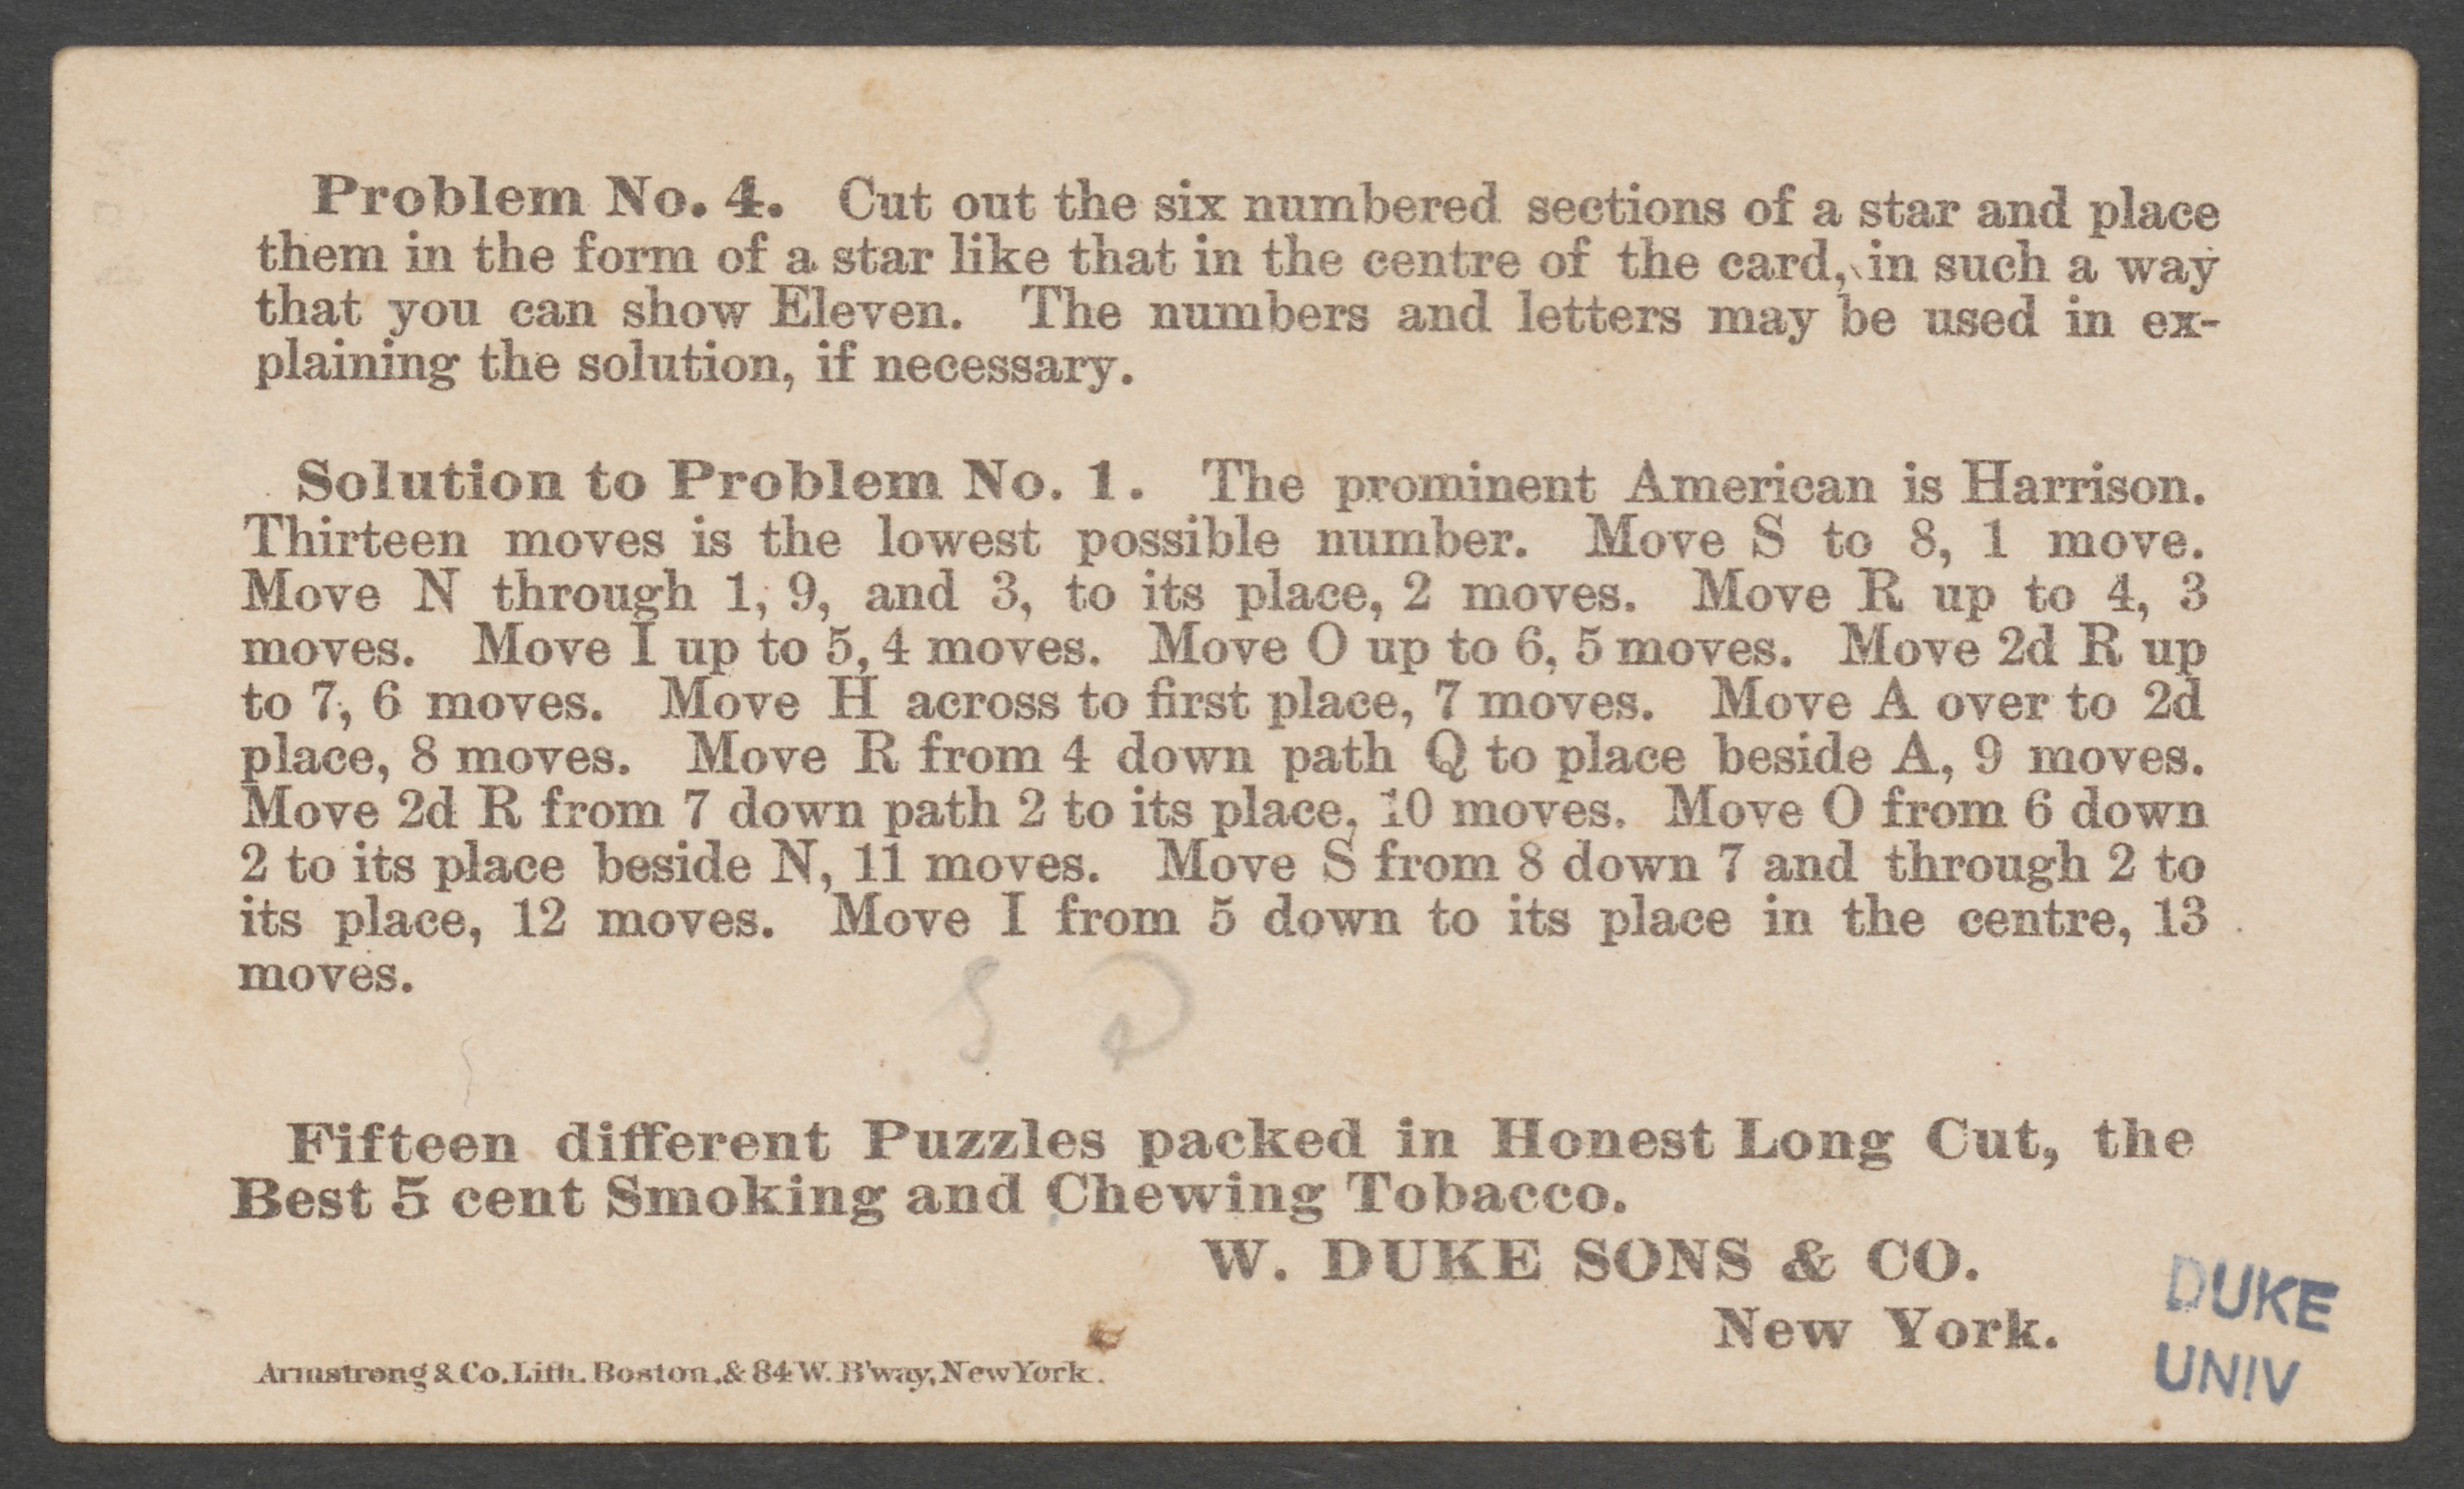 Problem No. 4. Cut out the six numbered sections of a star and place
them in the form of a star like that in the centre of the card, in such a way
that you can show Eleven. The numbers and letters may be used in ex-
plaining the solution, if necessary.
Solution to Problem No. 1. The prominent American is Harrison.
Thirteen moves is the lowest possible number. Move S to 8, 1 move.
Move N through 1, 9, and 3, to its place, 2 moves. Move R up to 4, 3
moves. Move I up to 5, 4 moves. Move O up to 6, 5 moves. Move 2d R up
to 7, 6 moves. Move H across to first place, 7 moves. Move A over to 2d
place, 8 moves. Move R from 4 down path Q to place beside A, 9 moves.
Move 2d R from 7 down path 2 to its place, 10 moves. Move O from 6 down
2 to its place beside N, 11 moves. Move S from 8 down 7 and through 2 to
its place, 12 moves. Move I from 5 down to its place in the centre, 13
moves.
Fifteen different Puzzles packed in Honest Long Cut, the
Best 5 cent Smoking and Chewing Tobacco.
W. DUKE SONS & CO.
New York.
Armstrong & Co. Lith. Boston, & 84 W. B'way, New York.
DUKE
UNIV